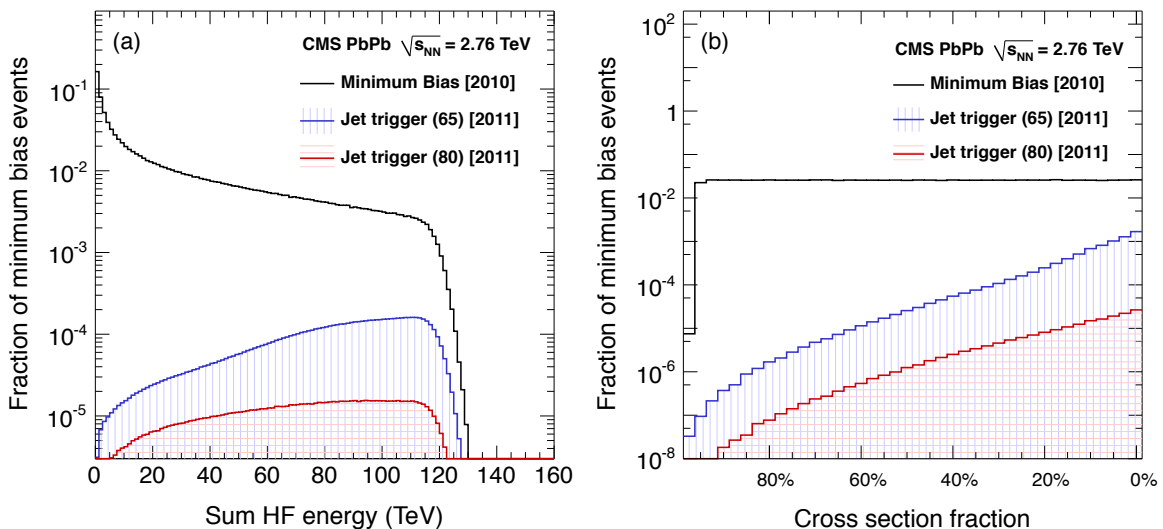 (a)
CMS PbPb √s_NN = 2.76 TeV
Minimum Bias [2010]
Jet trigger (65) [2011]
Jet trigger (80) [2011]
Fraction of minimum bias events
10⁻¹
10⁻²
10⁻³
10⁻⁴
10⁻⁵
0 20 40 60 80 100 120 140 160
Sum HF energy (TeV)
(b)
CMS PbPb √s_NN = 2.76 TeV
Minimum Bias [2010]
Jet trigger (65) [2011]
Jet trigger (80) [2011]
Fraction of minimum bias events
10²
1
10⁻²
10⁻⁴
10⁻⁶
10⁻⁸
80% 60% 40% 20% 0%
Cross section fraction